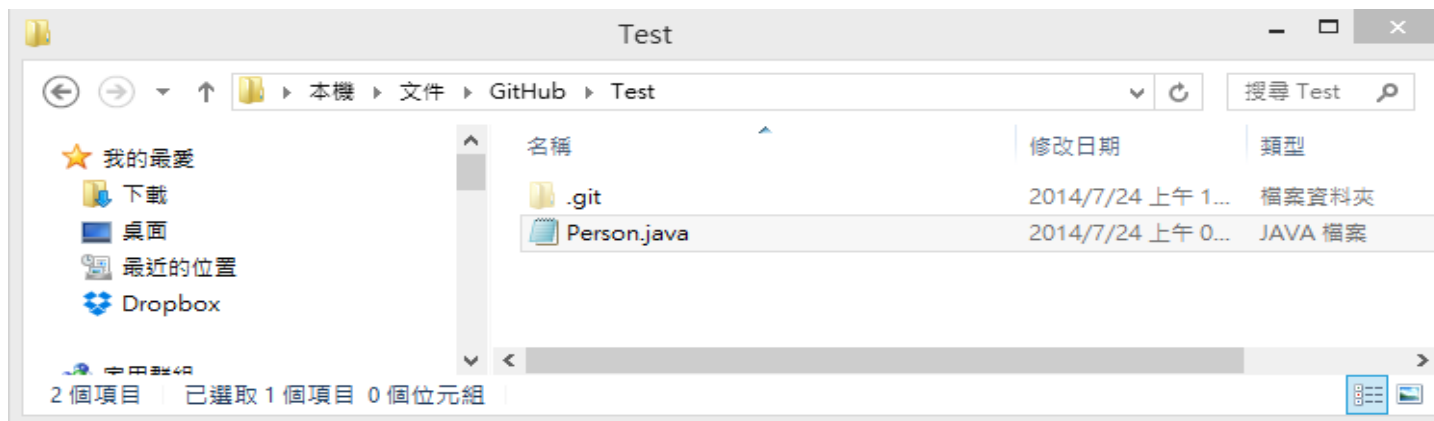 Test
本機 文件 GitHub Test
搜尋 Test
我的最愛
下載
桌面
最近的位置
Dropbox
名稱 修改日期 類型
.git 2014/7/24 上午 1... 檔案資料夾
Person.java 2014/7/24 上午 0... JAVA 檔案
2 個項目 已選取 1 個項目 0 個位元組